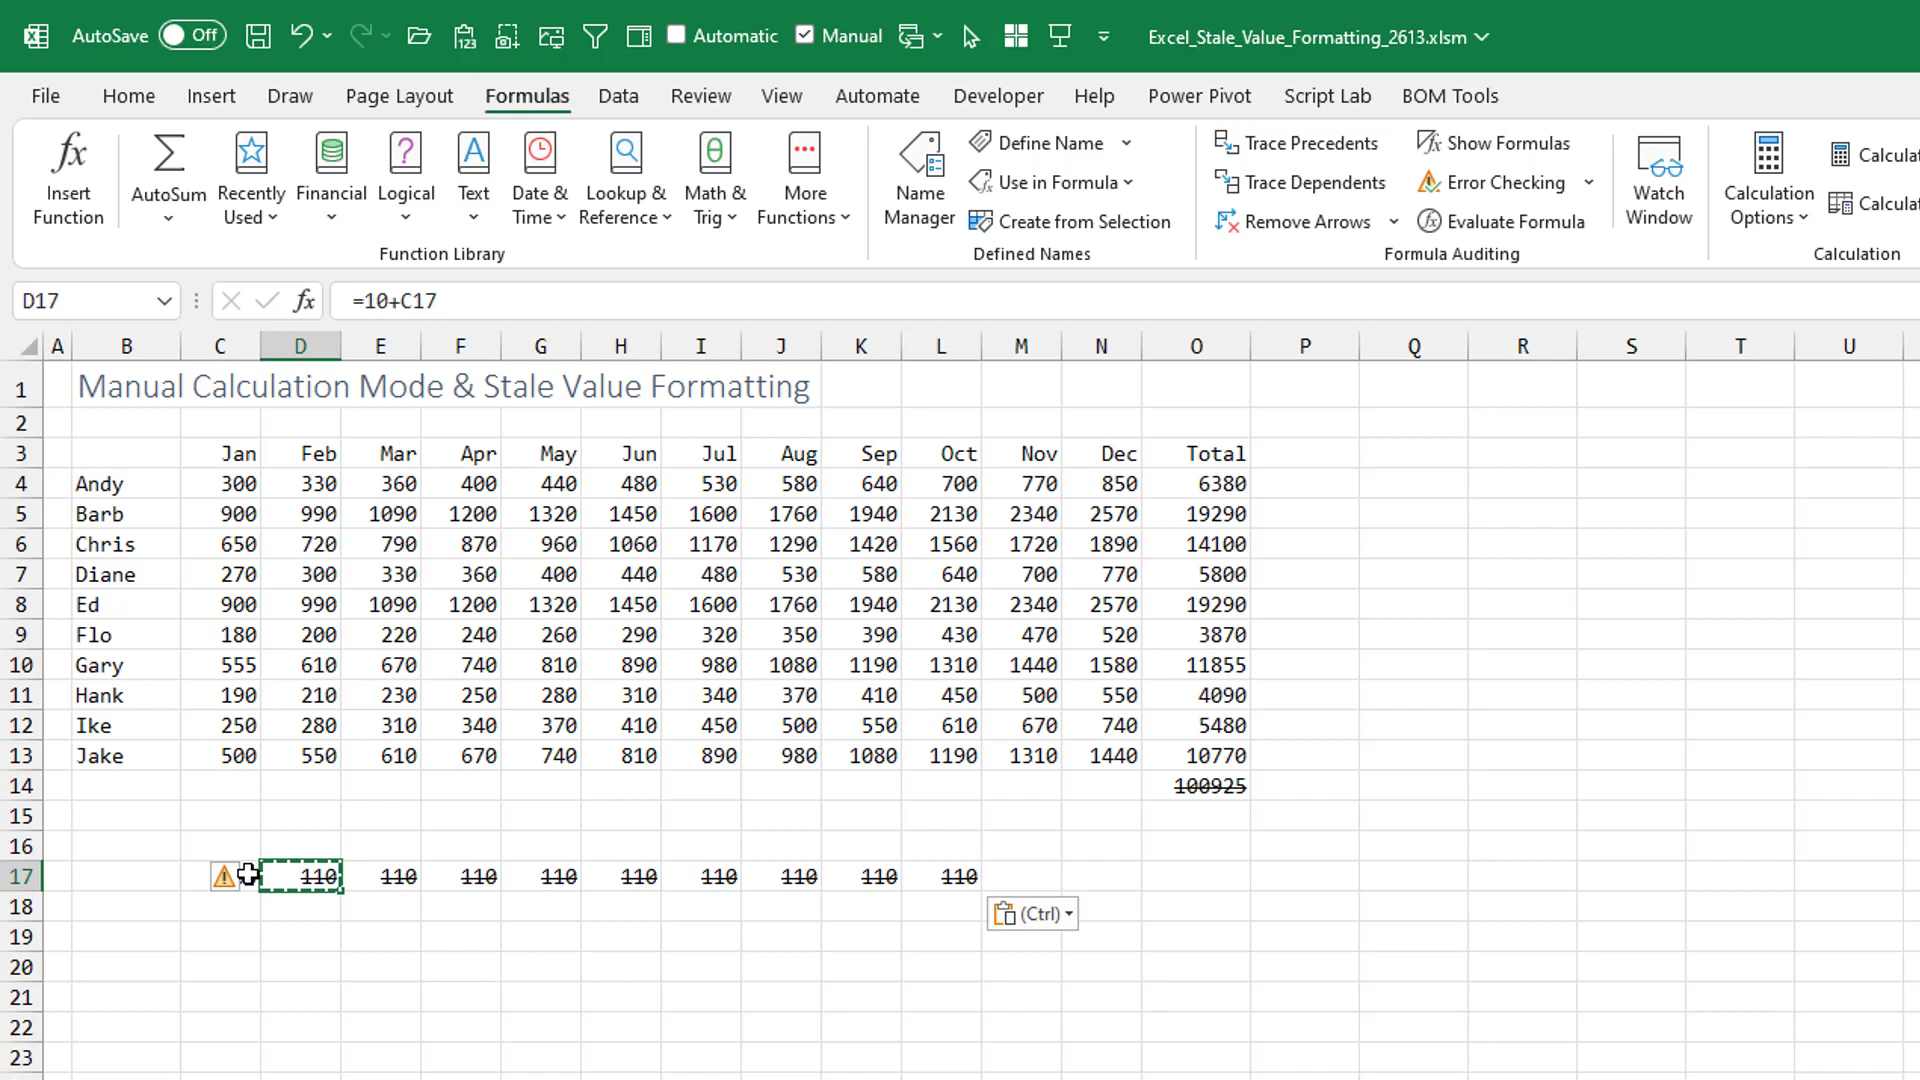 AutoSave Off 123 Automatic Manual Excel_Stale_Value_Formatting_2613.xlsm
File Home Insert Draw Page Layout Formulas Data Review View Automate Developer Help Power Pivot Script Lab BOM Tools
fx Insert Function
AutoSum
Recently Used
Financial
? Logical
A Text
Date & Time
Lookup & Reference
θ Math & Trig
More Functions
Function Library
Name Manager
Define Name
Use in Formula
Create from Selection
Defined Names
Trace Precedents
Trace Dependents
Remove Arrows
Show Formulas
Error Checking
Evaluate Formula
Formula Auditing
Watch Window
Calculation Options
Calculat
Calculat
Calculation
D17 fx =10+C17
A B C D E F G H I J K L M N O P Q R S T U
1 Manual Calculation Mode & Stale Value Formatting
2
3 Jan Feb Mar Apr May Jun Jul Aug Sep Oct Nov Dec Total
4 Andy 300 330 360 400 440 480 530 580 640 700 770 850 6380
5 Barb 900 990 1090 1200 1320 1450 1600 1760 1940 2130 2340 2570 19290
6 Chris 650 720 790 870 960 1060 1170 1290 1420 1560 1720 1890 14100
7 Diane 270 300 330 360 400 440 480 530 580 640 700 770 5800
8 Ed 900 990 1090 1200 1320 1450 1600 1760 1940 2130 2340 2570 19290
9 Flo 180 200 220 240 260 290 320 350 390 430 470 520 3870
10 Gary 555 610 670 740 810 890 980 1080 1190 1310 1440 1580 11855
11 Hank 190 210 230 250 280 310 340 370 410 450 500 550 4090
12 Ike 250 280 310 340 370 410 450 500 550 610 670 740 5480
13 Jake 500 550 610 670 740 810 890 980 1080 1190 1310 1440 10770
14 100925
15
16
17 110 110 110 110 110 110 110 110 110
18 (Ctrl)
19
20
21
22
23